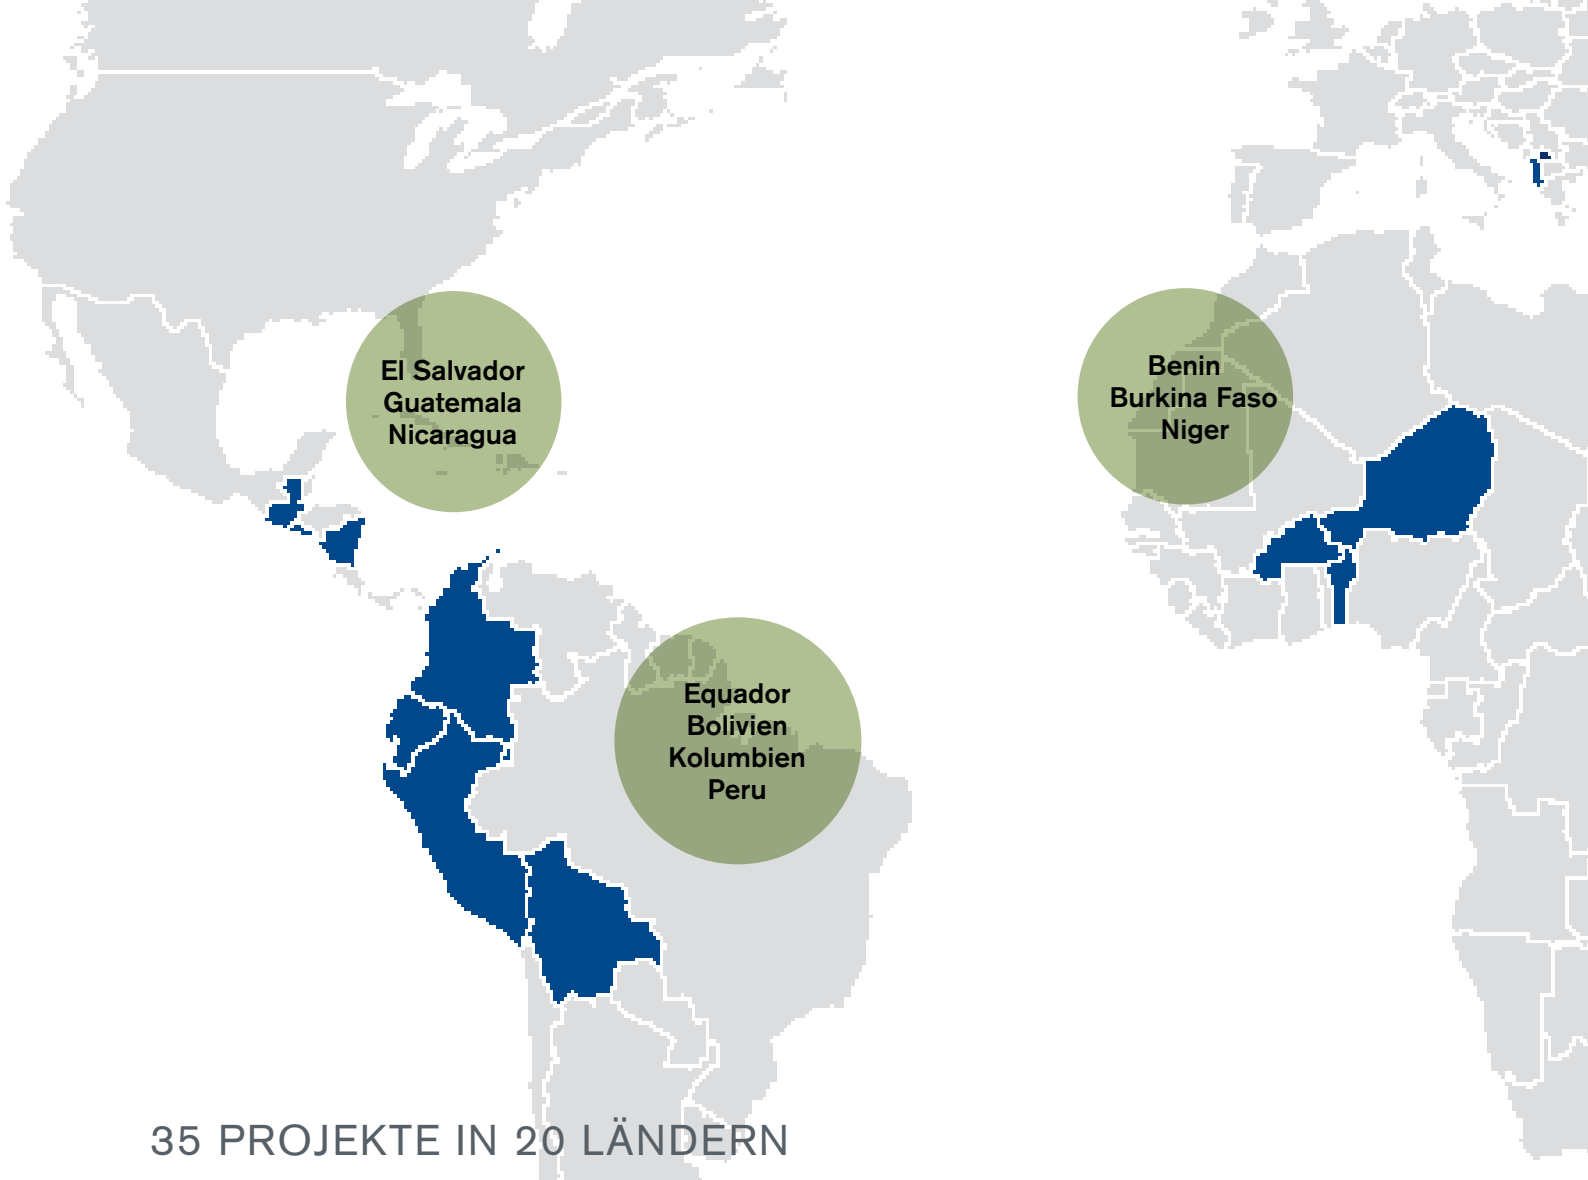 El Salvador
Guatemala
Nicaragua
Benin
Burkina Faso
Niger
Equador
Bolivien
Kolumbien
Peru
35 PROJEKTE IN 20 LÄNDERN